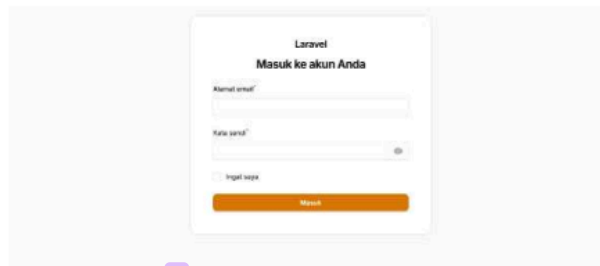 Laravel
Masuk ke akun Anda
Alamat email*
Kata sandi*
Ingat saya
Masuk